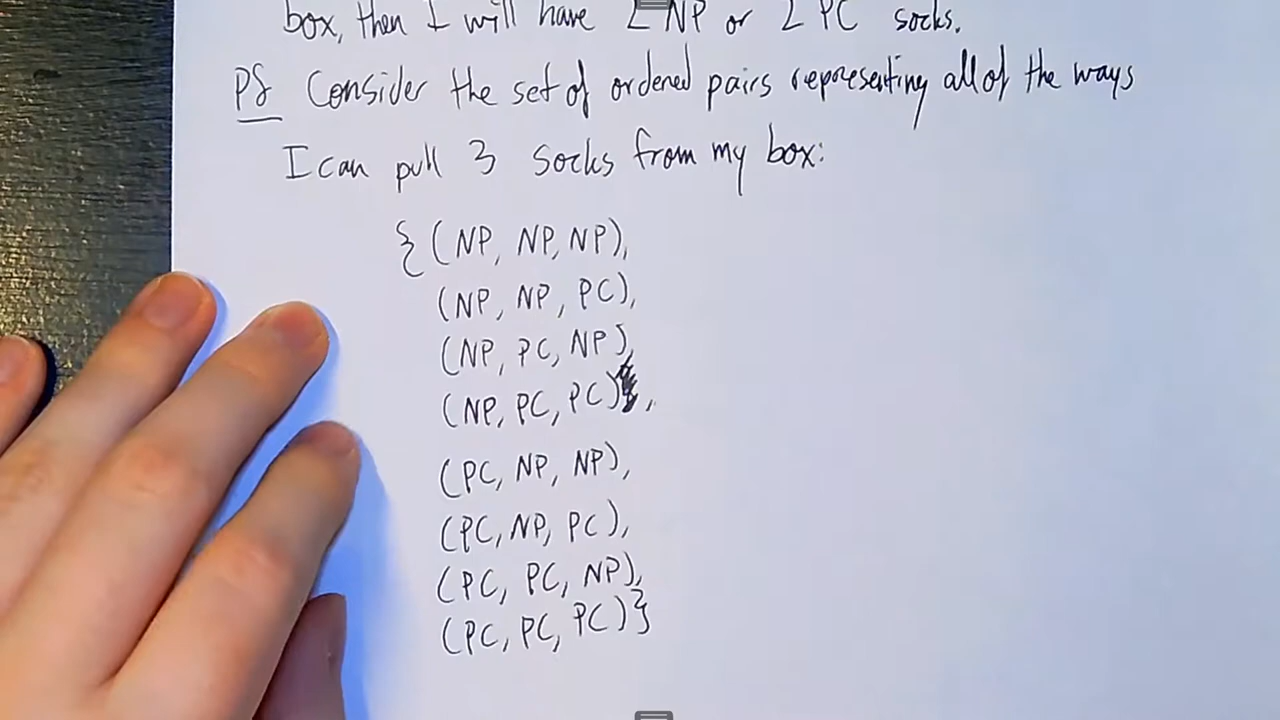 box, then I will have 2 NP or 2 PC socks.
Pf Consider the set of ordered pairs representing all of the ways
I can pull 3 socks from my box:
{(NP, NP, NP),
(NP, NP, PC),
(NP, PC, NP),
(NP, PC, PC),
(PC, NP, NP),
(PC, NP, PC),
(PC, PC, NP),
(PC, PC, PC)}